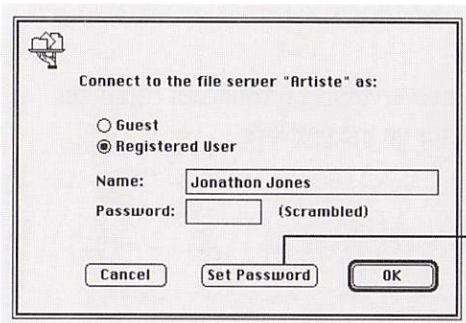 Connect to the file server "Artiste" as:
Guest
Registered User
Name: Jonathon Jones
Password: (Scrambled)
Cancel Set Password OK